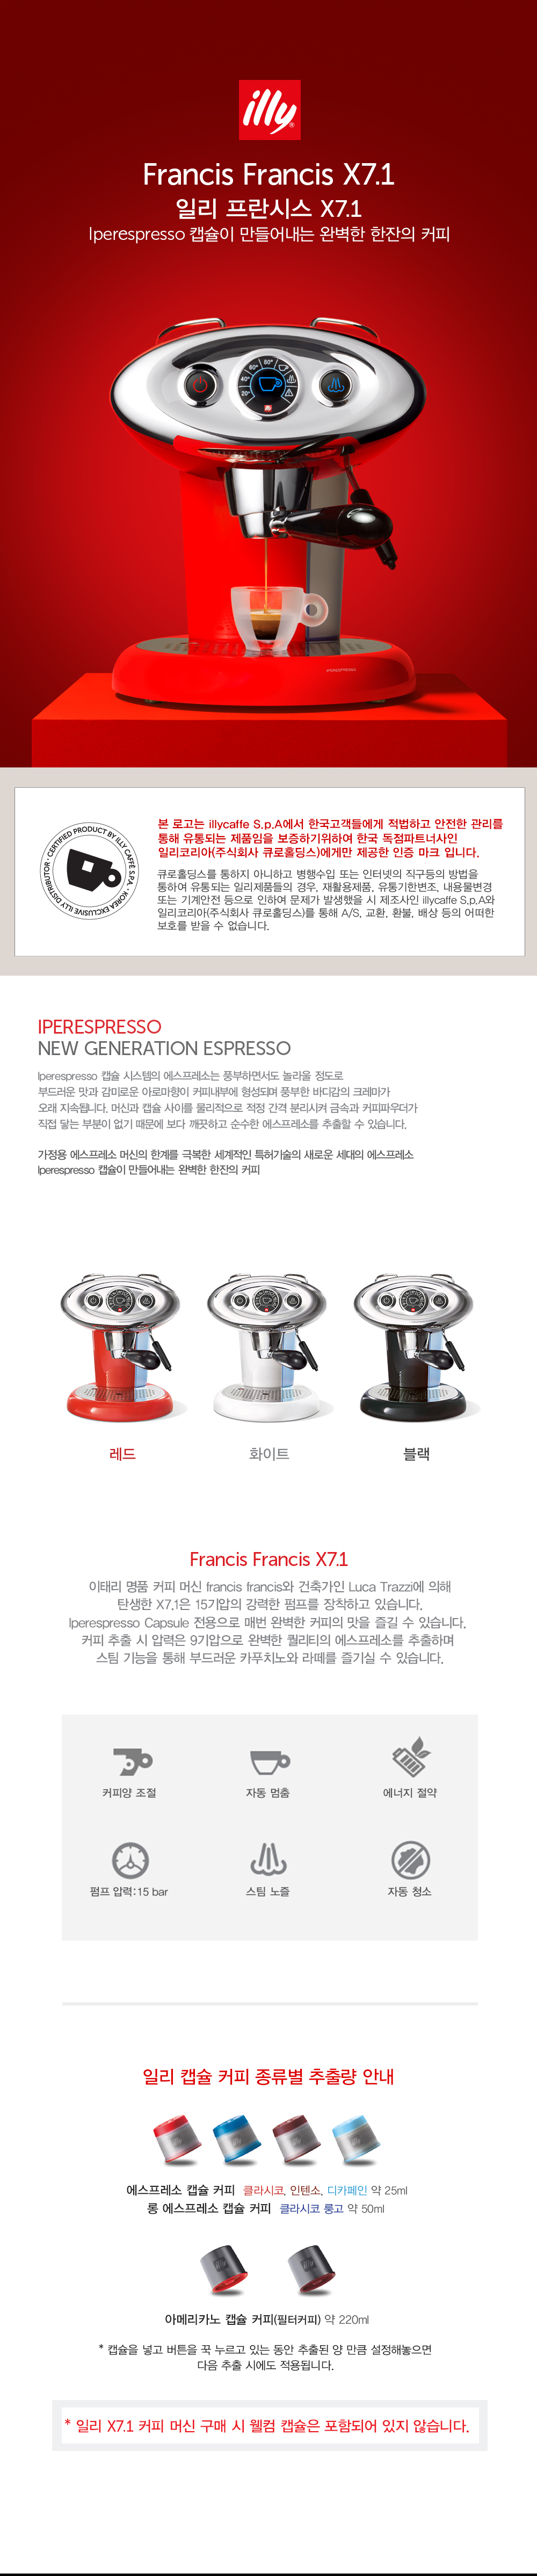 illy
Francis Francis X7.1
일리 프란시스 X7.1
Iperespresso 캡슐이 만들어내는 완벽한 한잔의 커피
20° 40° 60° 80°
illy
IPERESPRESSO
CERTIFIED PRODUCT BY ILLY CAFFÈ S.P.A. • KOREA EXCLUSIVE ILLY DISTRIBUTOR •
본 로고는 illycaffe S.p.A에서 한국고객들에게 적법하고 안전한 관리를
통해 유통되는 제품임을 보증하기위하여 한국 독점파트너사인
일리코리아(주식회사 큐로홀딩스)에게만 제공한 인증 마크 입니다.
큐로홀딩스를 통하지 아니하고 병행수입 또는 인터넷의 직구등의 방법을
통하여 유통되는 일리제품들의 경우, 재활용제품, 유통기한변조, 내용물변경
또는 기계안전 등으로 인하여 문제가 발생했을 시 제조사인 illycaffe S.p.A와
일리코리아(주식회사 큐로홀딩스)를 통해 A/S, 교환, 환불, 배상 등의 어떠한
보호를 받을 수 없습니다.
IPERESPRESSO
NEW GENERATION ESPRESSO
Iperespresso 캡슐 시스템의 에스프레소는 풍부하면서도 놀라울 정도로
부드러운 맛과 감미로운 아로마향이 커피내부에 형성되며 풍부한 바디감의 크레마가
오래 지속됩니다. 머신과 캡슐 사이를 물리적으로 적정 간격 분리시켜 금속과 커피파우더가
직접 닿는 부분이 없기 때문에 보다 깨끗하고 순수한 에스프레소를 추출할 수 있습니다.
가정용 에스프레소 머신의 한계를 극복한 세계적인 특허기술의 새로운 세대의 에스프레소
Iperespresso 캡슐이 만들어내는 완벽한 한잔의 커피
레드
화이트
블랙
Francis Francis X7.1
이태리 명품 커피 머신 francis francis와 건축가인 Luca Trazzi에 의해
탄생한 X7.1은 15기압의 강력한 펌프를 장착하고 있습니다.
Iperespresso Capsule 전용으로 매번 완벽한 커피의 맛을 즐길 수 있습니다.
커피 추출 시 압력은 9기압으로 완벽한 퀄리티의 에스프레소를 추출하며
스팀 기능을 통해 부드러운 카푸치노와 라떼를 즐기실 수 있습니다.
커피양 조절
자동 멈춤
에너지 절약
펌프 압력:15 bar
스팀 노즐
자동 청소
일리 캡슐 커피 종류별 추출량 안내
에스프레소 캡슐 커피 클라시코, 인텐소, 디카페인 약 25ml
롱 에스프레소 캡슐 커피 클라시코 룽고 약 50ml
아메리카노 캡슐 커피(필터커피) 약 220ml
* 캡슐을 넣고 버튼을 꾹 누르고 있는 동안 추출된 양 만큼 설정해놓으면
다음 추출 시에도 적용됩니다.
* 일리 X7.1 커피 머신 구매 시 웰컴 캡슐은 포함되어 있지 않습니다.